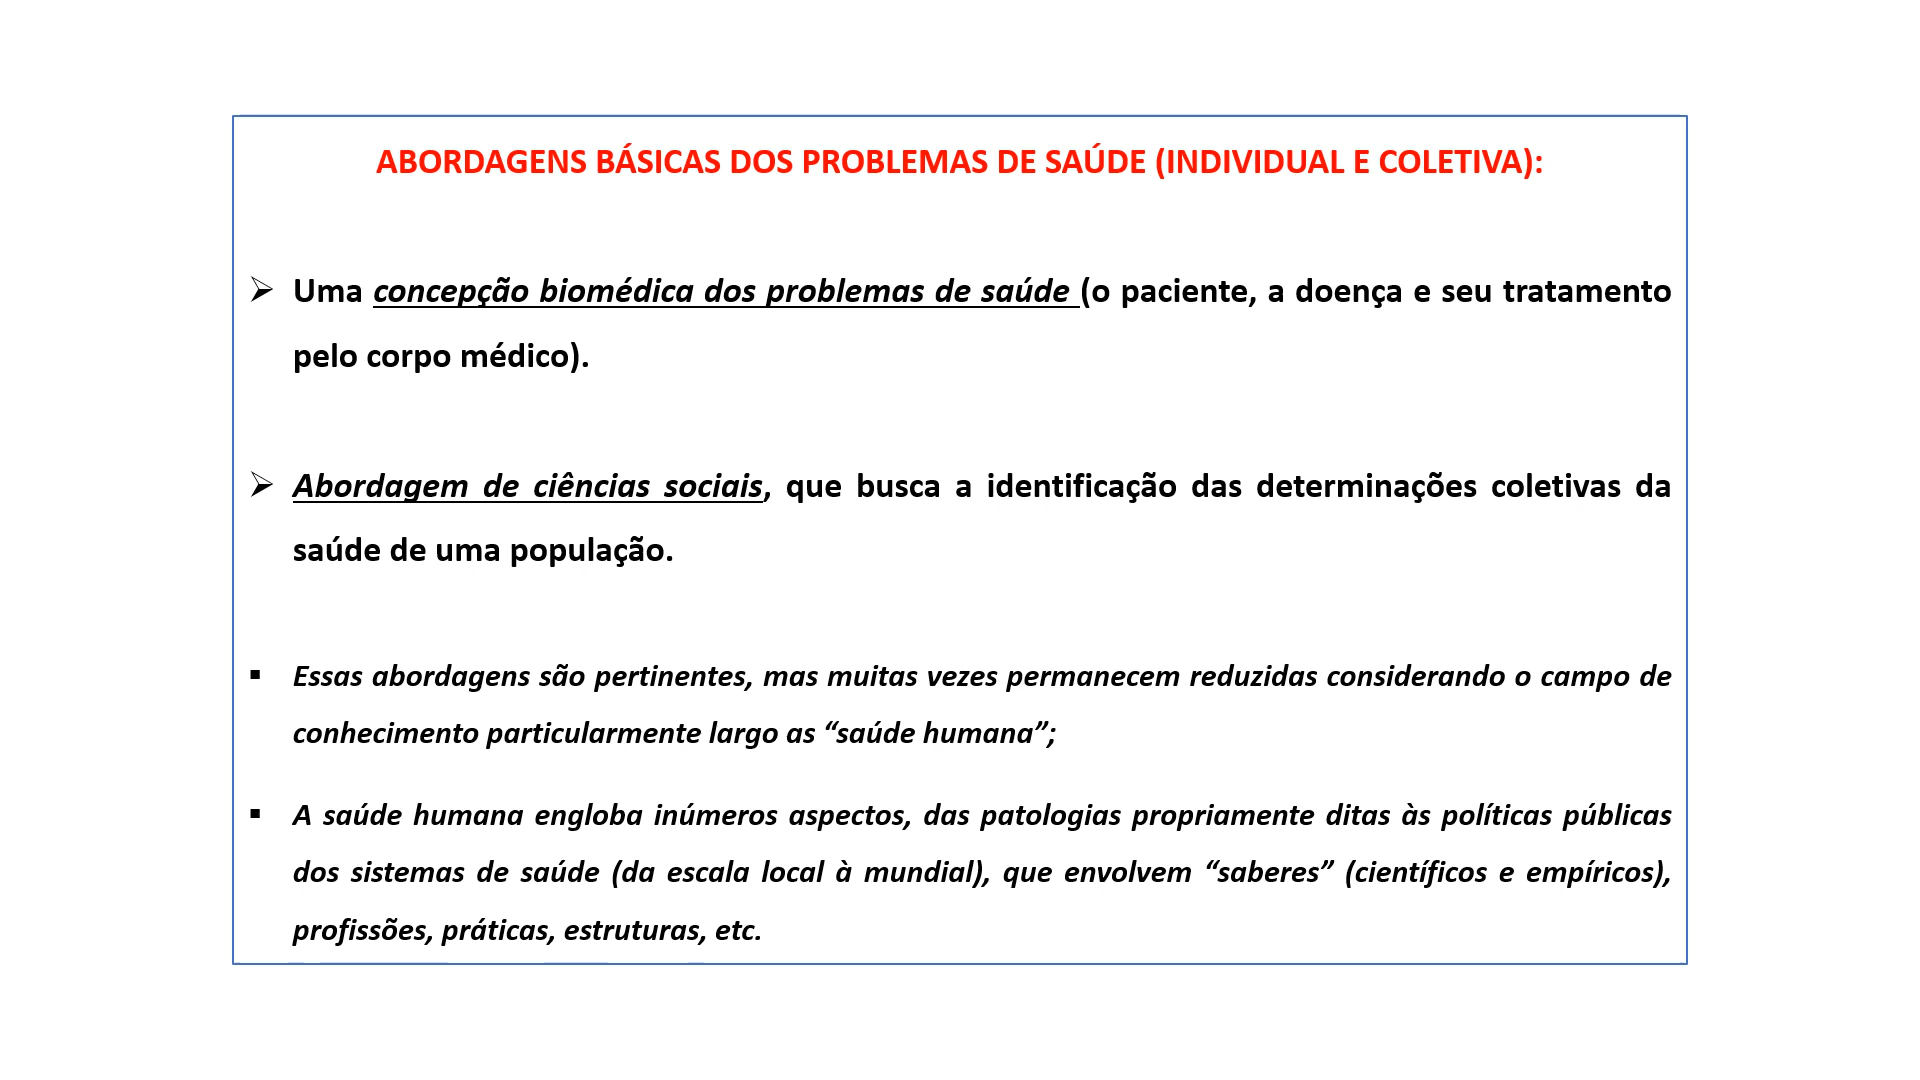 ABORDAGENS BÁSICAS DOS PROBLEMAS DE SAÚDE (INDIVIDUAL E COLETIVA):
➢ Uma concepção biomédica dos problemas de saúde (o paciente, a doença e seu tratamento
pelo corpo médico).
➢ Abordagem de ciências sociais, que busca a identificação das determinações coletivas da
saúde de uma população.
▪ Essas abordagens são pertinentes, mas muitas vezes permanecem reduzidas considerando o campo de
conhecimento particularmente largo as “saúde humana”;
▪ A saúde humana engloba inúmeros aspectos, das patologias propriamente ditas às políticas públicas
dos sistemas de saúde (da escala local à mundial), que envolvem “saberes” (científicos e empíricos),
profissões, práticas, estruturas, etc.